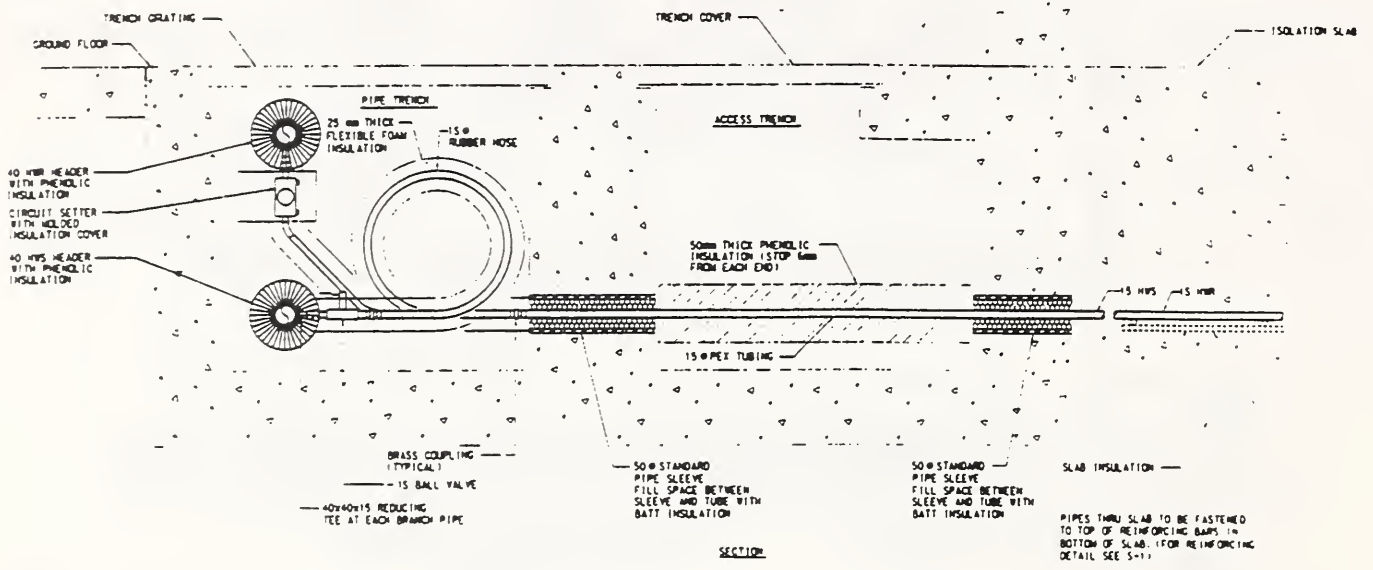 TRENCH GRATING
TRENCH COVER
ISOLATION SLAB
GROUND FLOOR
PIPE TRENCH
25 mm THICK
FLEXIBLE FOAM
INSULATION
15 ø
RUBBER HOSE
ACCESS TRENCH
40 HWR HEADER
WITH PHENOLIC
INSULATION
CIRCUIT SETTER
WITH MOLDED
INSULATION COVER
40 HWS HEADER
WITH PHENOLIC
INSULATION
50mm THICK PHENOLIC
INSULATION (STOP 6mm
FROM EACH END)
15 HWS
15 HWR
15 ø PEX TUBING
BRASS COUPLING
(TYPICAL)
15 BALL VALVE
40x40x15 REDUCING
TEE AT EACH BRANCH PIPE
50 ø STANDARD
PIPE SLEEVE
FILL SPACE BETWEEN
SLEEVE AND TUBE WITH
BATT INSULATION
50 ø STANDARD
PIPE SLEEVE
FILL SPACE BETWEEN
SLEEVE AND TUBE WITH
BATT INSULATION
SLAB INSULATION
PIPES THRU SLAB TO BE FASTENED
TO TOP OF REINFORCING BARS IN
BOTTOM OF SLAB. (FOR REINFORCING
DETAIL SEE S-1)
SECTION